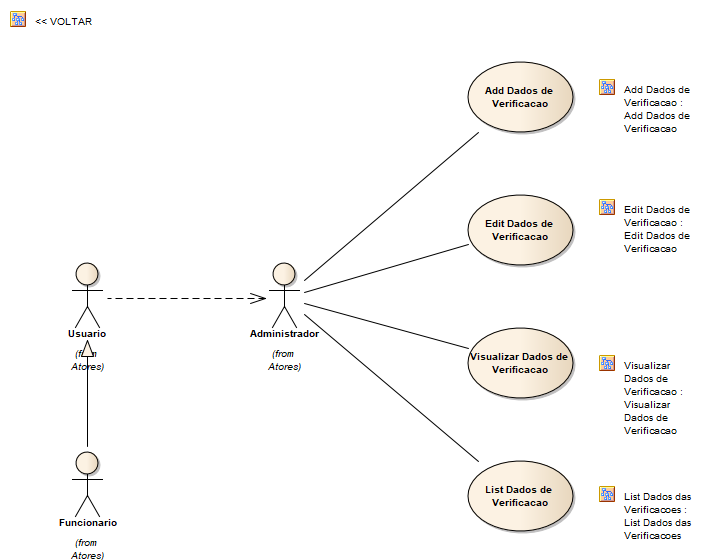 << VOLTAR
Add Dados de
Verificacao
Add Dados de
Verificacao :
Add Dados de
Verificacao
Edit Dados de
Verificacao
Edit Dados de
Verificacao :
Edit Dados de
Verificacao
Usuario
(from
Atores)
Administrador
(from
Atores)
Visualizar Dados de
Verificacao
Visualizar
Dados de
Verificacao :
Visualizar
Dados de
Verificacao
List Dados de
Verificacao
List Dados das
Verificacoes :
List Dados das
Verificacoes
Funcionario
(from
Atores)